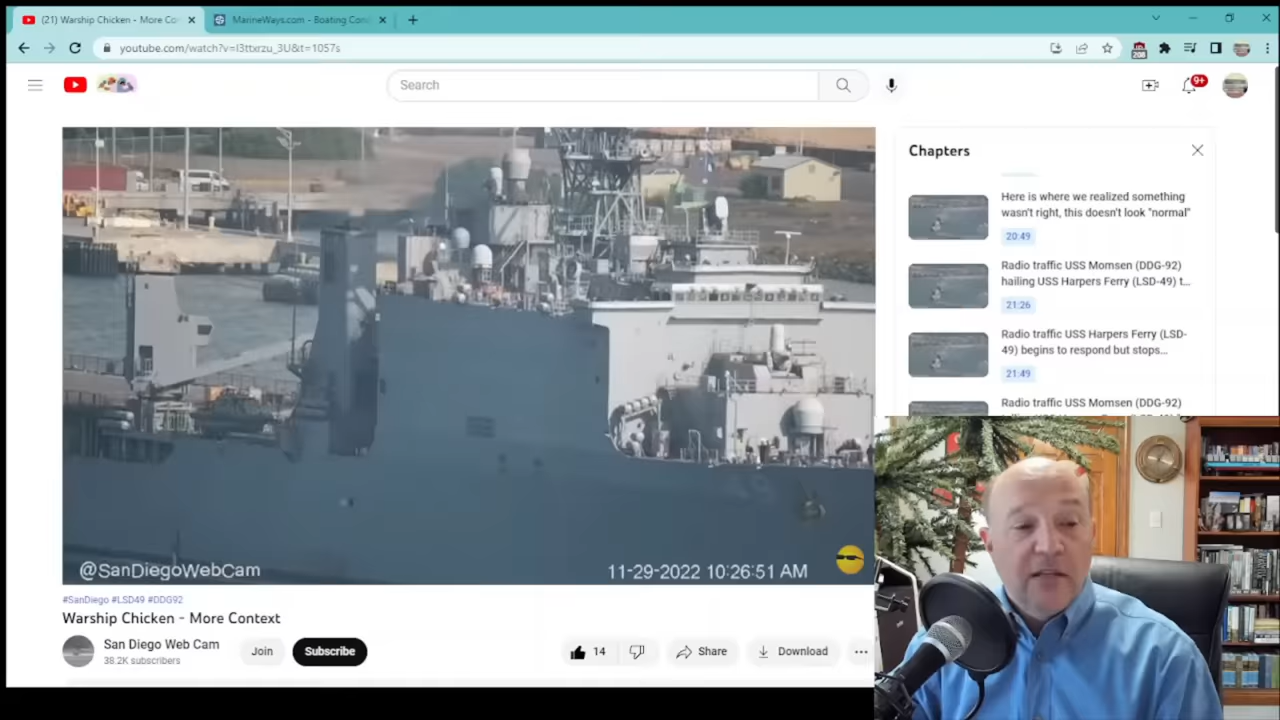 (21) Warship Chicken - More Co
MarineWays.com - Boating Con
youtube.com/watch?v=I3ttxrzu_3U&t=1057s
208
Search
9+
Chapters
Here is where we realized something
wasn't right, this doesn't look "normal"
20:49
Radio traffic USS Momsen (DDG-92)
hailing USS Harpers Ferry (LSD-49) t...
21:26
Radio traffic USS Harpers Ferry (LSD-
49) begins to respond but stops...
21:49
Radio traffic USS Momsen (DDG-92)
@SanDiegoWebCam
11-29-2022 10:26:51 AM
#SanDiego #LSD49 #DDG92
Warship Chicken - More Context
San Diego Web Cam
38.2K subscribers
Join
Subscribe
14
Share
Download